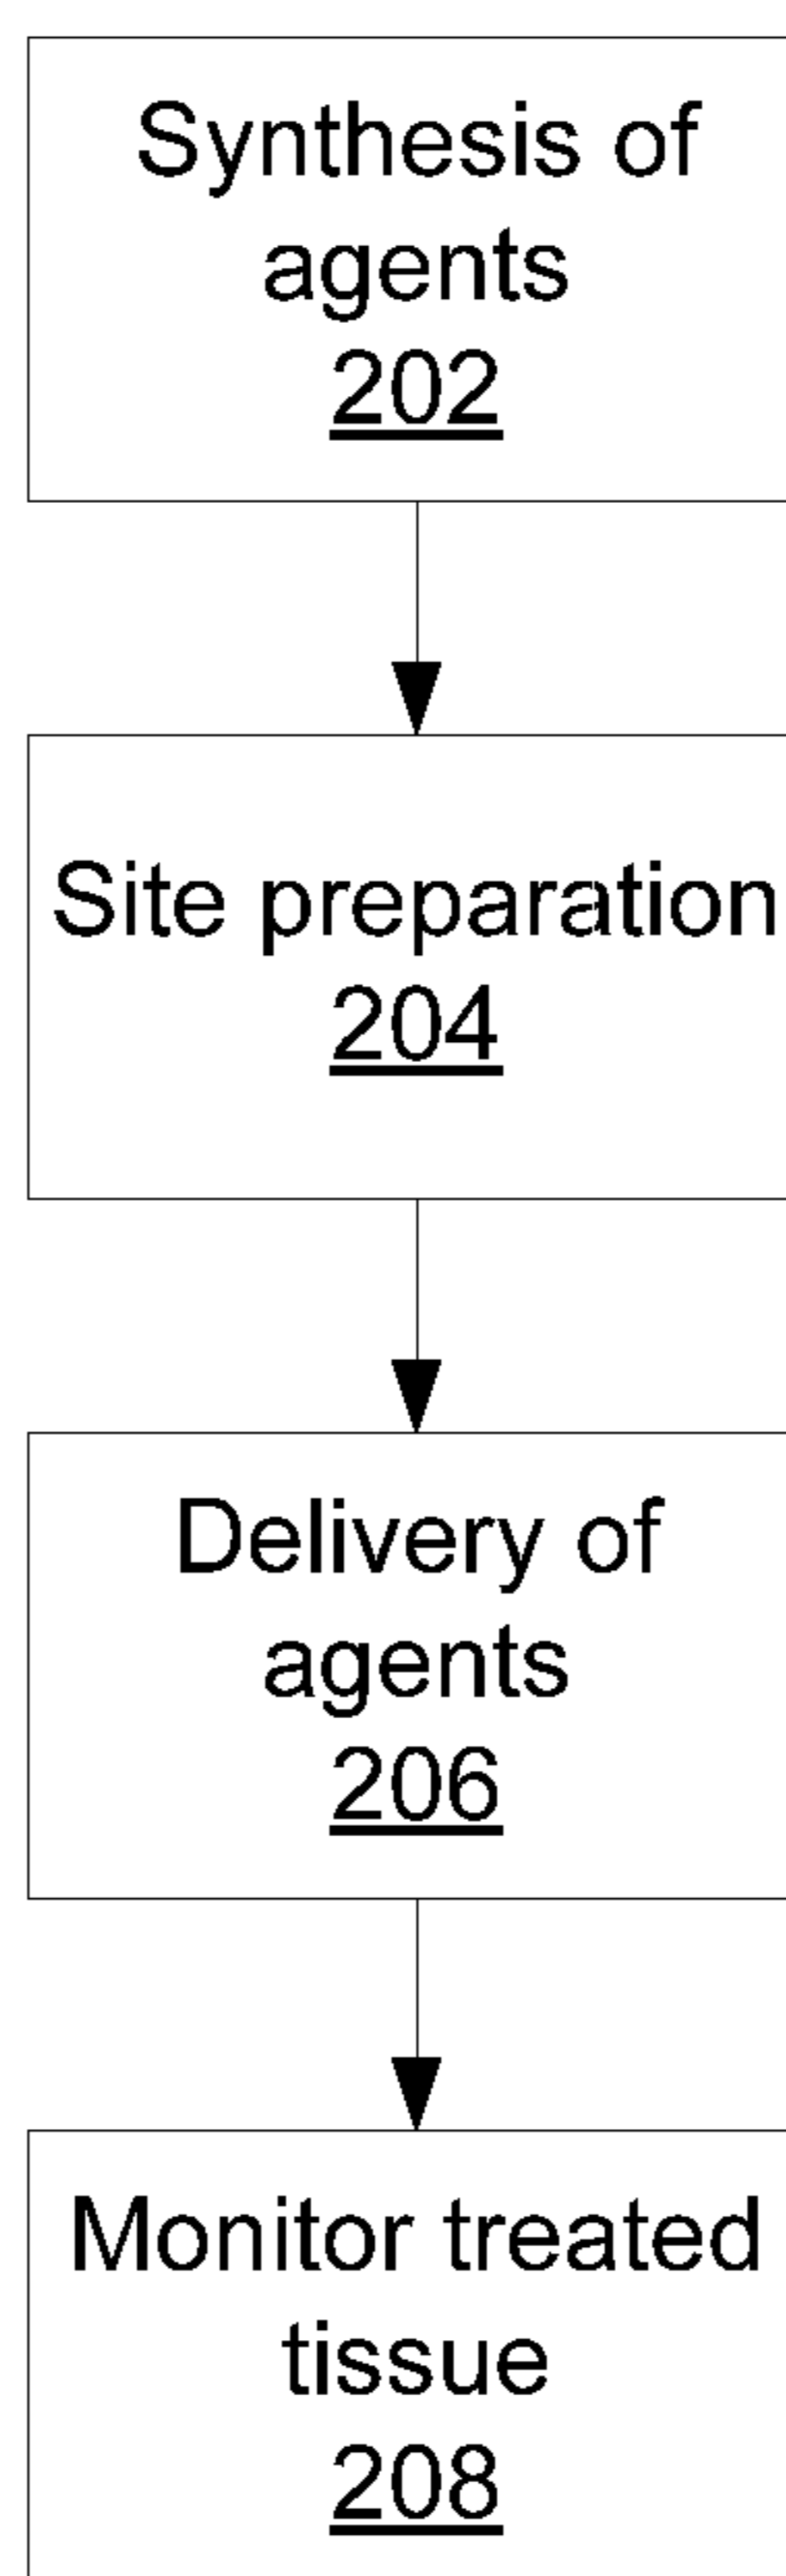 Synthesis of
agents
202
Site preparation
204
Delivery of
agents
206
Monitor treated
tissue
208